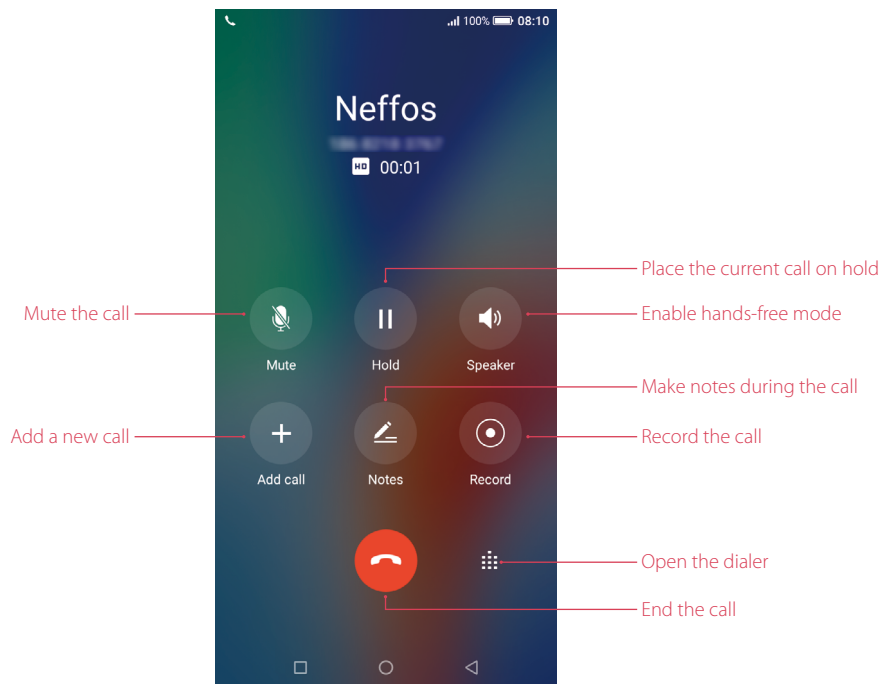 100% 08:10
Neffos
HD 00:01
Place the current call on hold
Mute the call
Enable hands-free mode
Mute Hold Speaker
Make notes during the call
Add a new call
Record the call
Add call Notes Record
Open the dialer
End the call